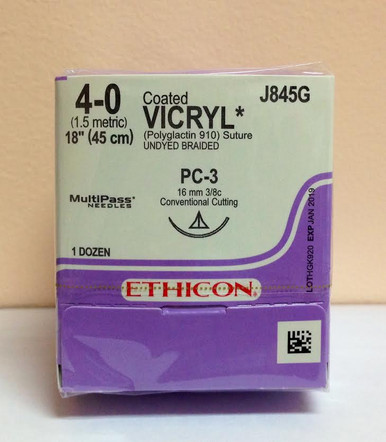 4-0
(1.5 metric)
18" (45 cm)
Coated
VICRYL*
(Polyglactin 910) Suture
UNDYED BRAIDED
J845G
PC-3
16 mm 3/8c
Conventional Cutting
MultiPass*
NEEDLES
1 DOZEN
LOTHGK920 EXP JAN 2019
ETHICON®